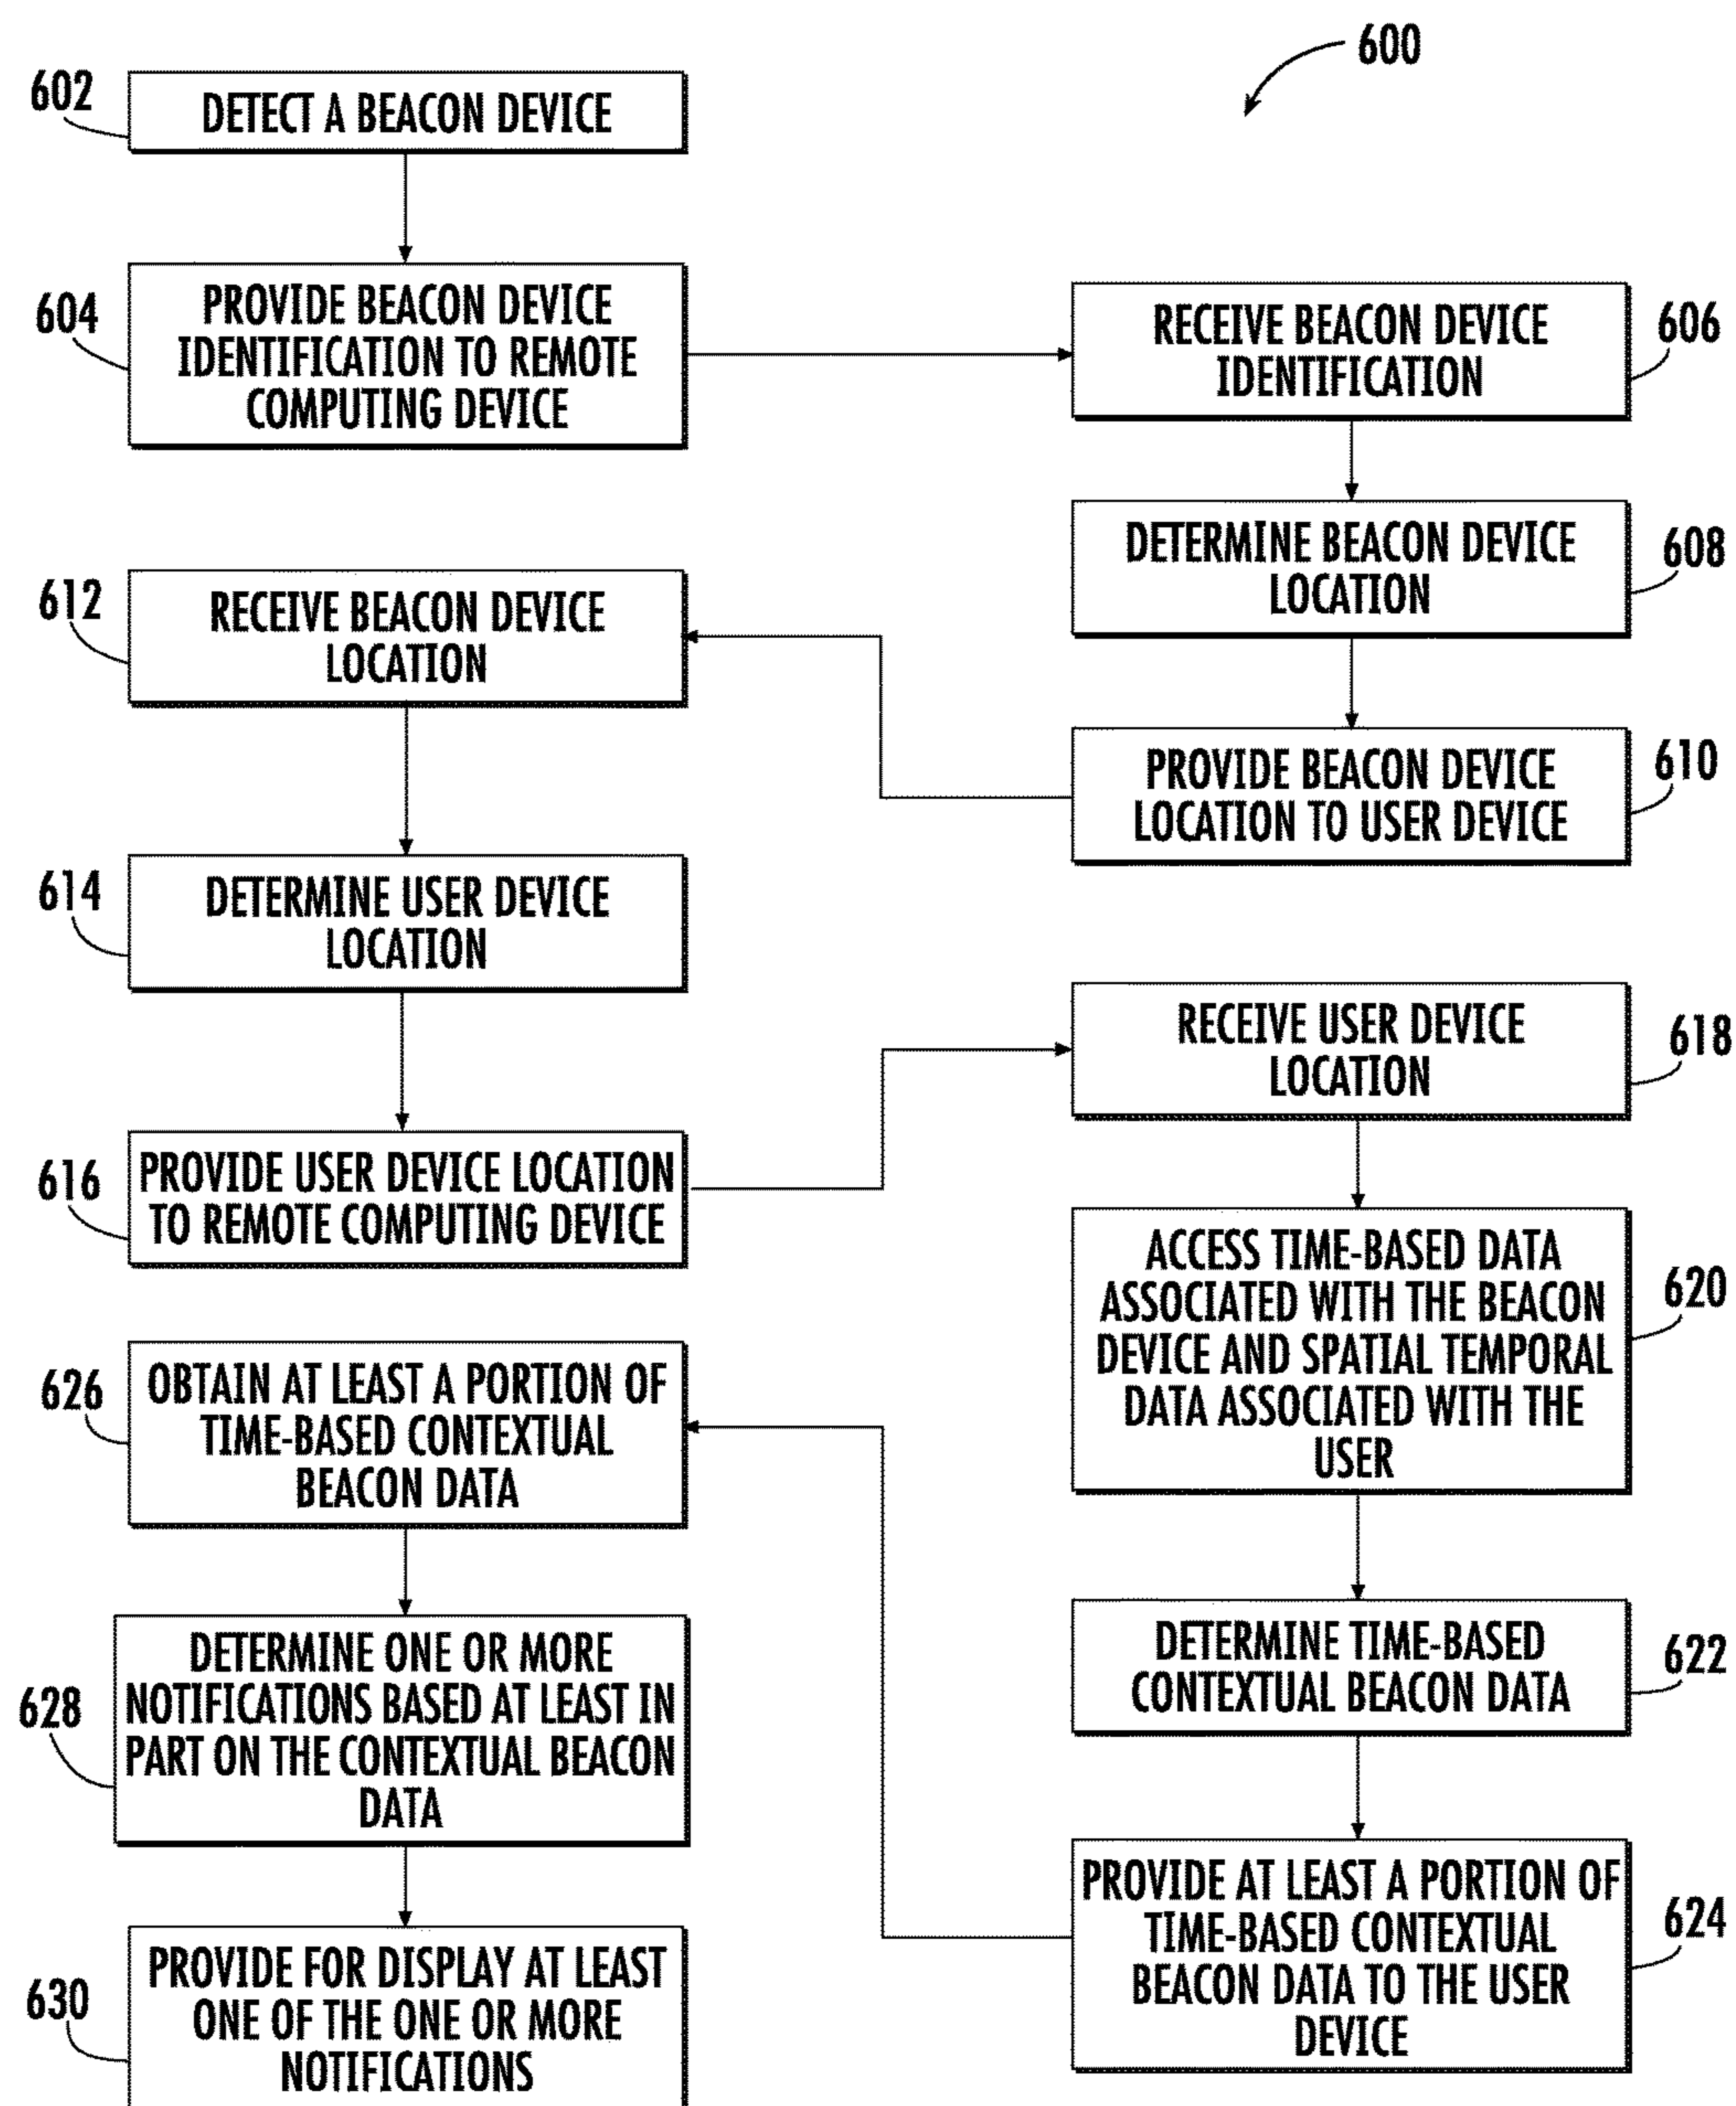 600
602
DETECT A BEACON DEVICE
604
PROVIDE BEACON DEVICE
IDENTIFICATION TO REMOTE
COMPUTING DEVICE
606
RECEIVE BEACON DEVICE
IDENTIFICATION
608
DETERMINE BEACON DEVICE
LOCATION
610
PROVIDE BEACON DEVICE
LOCATION TO USER DEVICE
612
RECEIVE BEACON DEVICE
LOCATION
614
DETERMINE USER DEVICE
LOCATION
616
PROVIDE USER DEVICE LOCATION
TO REMOTE COMPUTING DEVICE
618
RECEIVE USER DEVICE
LOCATION
620
ACCESS TIME-BASED DATA
ASSOCIATED WITH THE BEACON
DEVICE AND SPATIAL TEMPORAL
DATA ASSOCIATED WITH THE
USER
622
DETERMINE TIME-BASED
CONTEXTUAL BEACON DATA
624
PROVIDE AT LEAST A PORTION OF
TIME-BASED CONTEXTUAL
BEACON DATA TO THE USER
DEVICE
626
OBTAIN AT LEAST A PORTION OF
TIME-BASED CONTEXTUAL
BEACON DATA
628
DETERMINE ONE OR MORE
NOTIFICATIONS BASED AT LEAST IN
PART ON THE CONTEXTUAL BEACON
DATA
630
PROVIDE FOR DISPLAY AT LEAST
ONE OF THE ONE OR MORE
NOTIFICATIONS